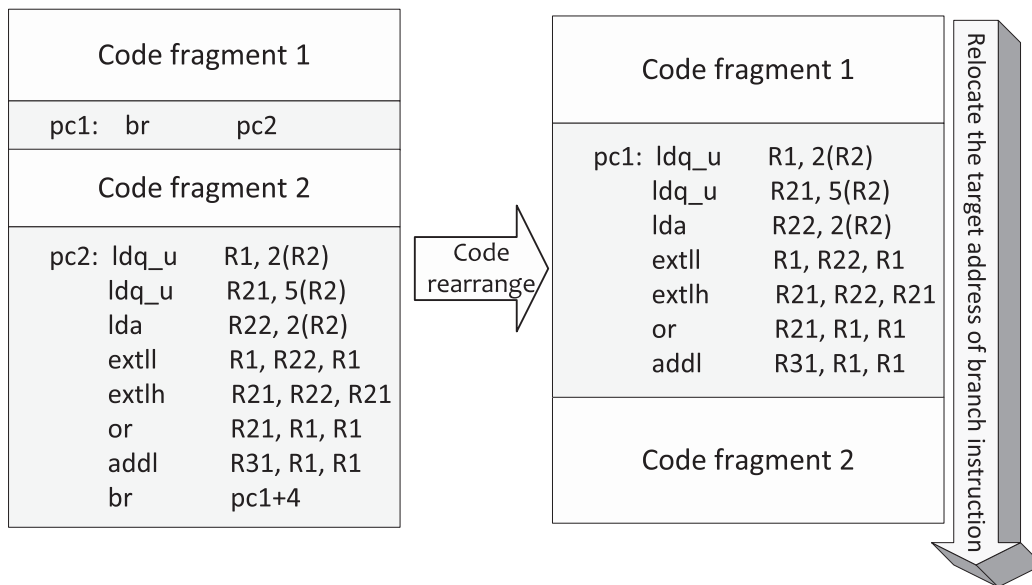 Code fragment 1
pc1: br pc2
Code fragment 2
pc2: ldq_u R1, 2(R2)
ldq_u R21, 5(R2)
lda R22, 2(R2)
extll R1, R22, R1
extlh R21, R22, R21
or R21, R1, R1
addl R31, R1, R1
br pc1+4
Code
rearrange
Code fragment 1
pc1: ldq_u R1, 2(R2)
ldq_u R21, 5(R2)
lda R22, 2(R2)
extll R1, R22, R1
extlh R21, R22, R21
or R21, R1, R1
addl R31, R1, R1
Code fragment 2
Relocate the target address of branch instruction